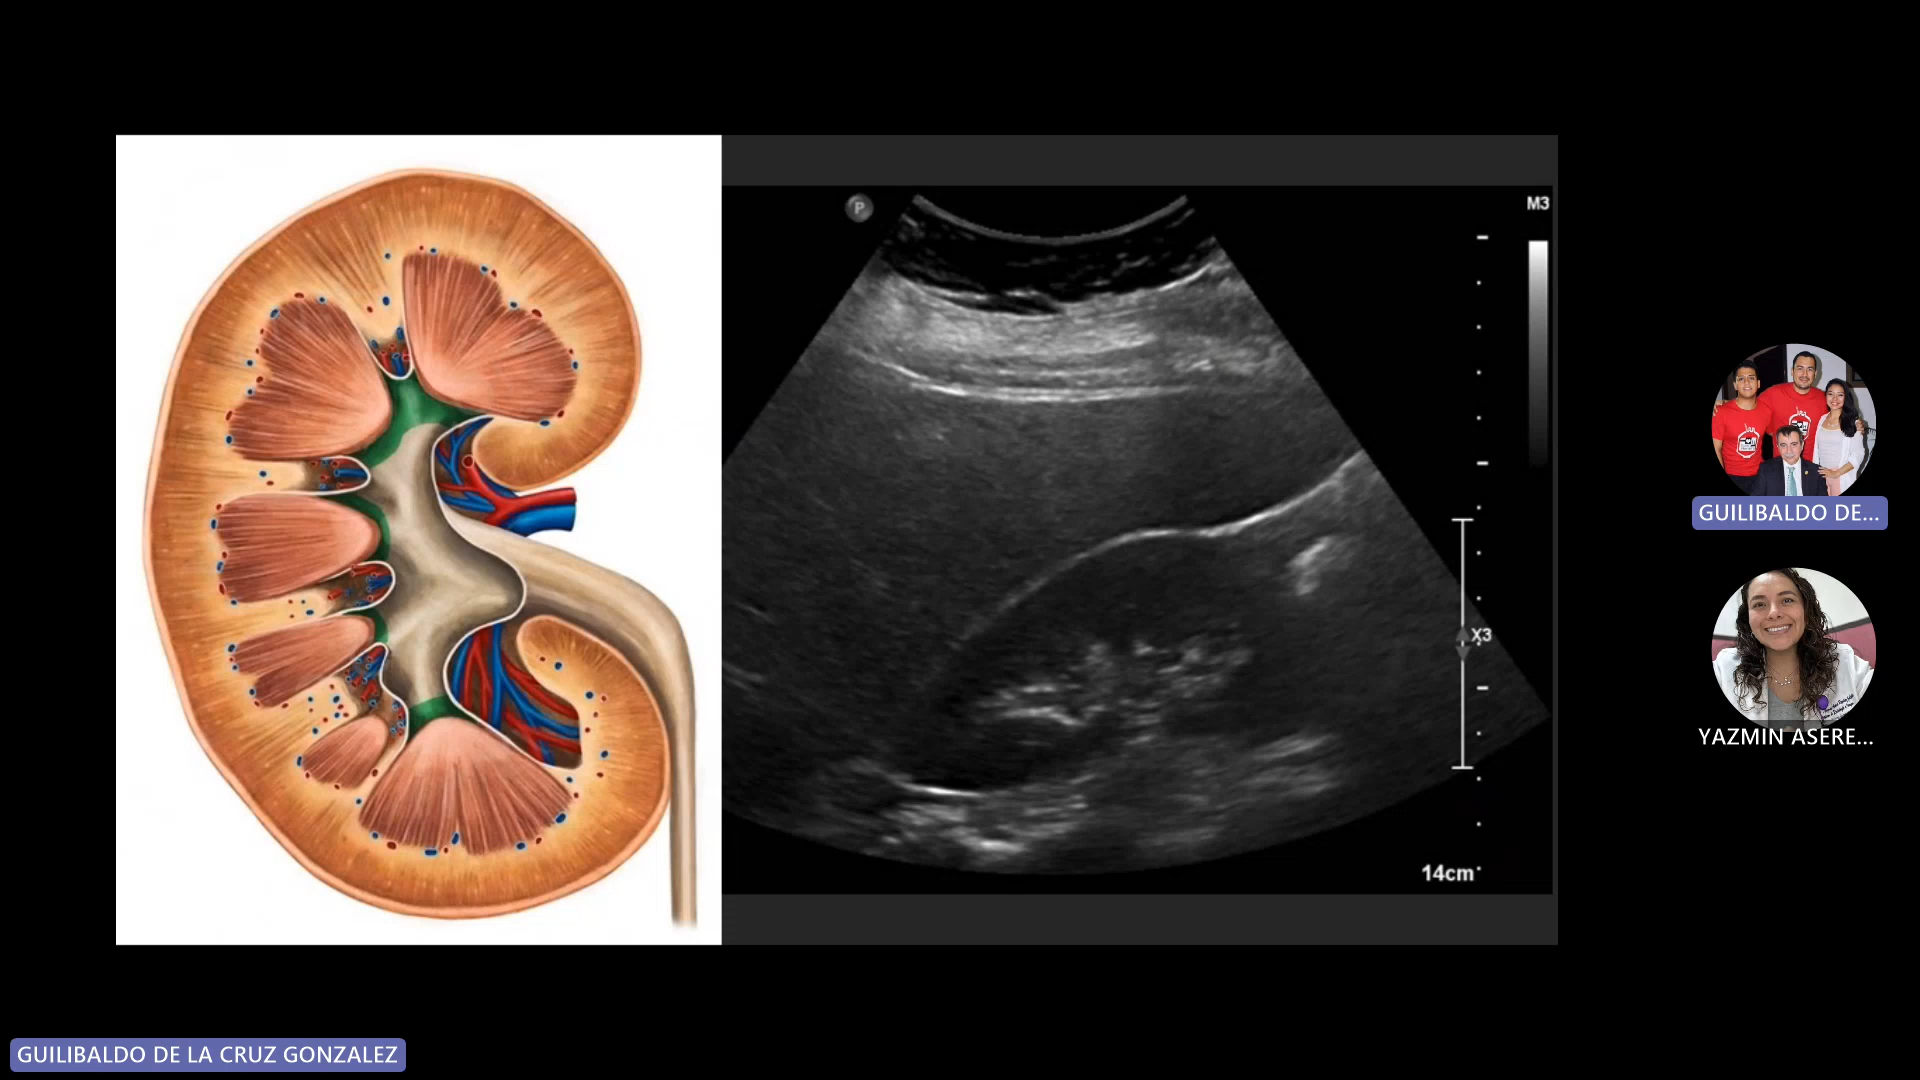 P
M3
X3
14cm
GUILIBALDO DE...
YAZMIN ASERE...
GUILIBALDO DE LA CRUZ GONZALEZ